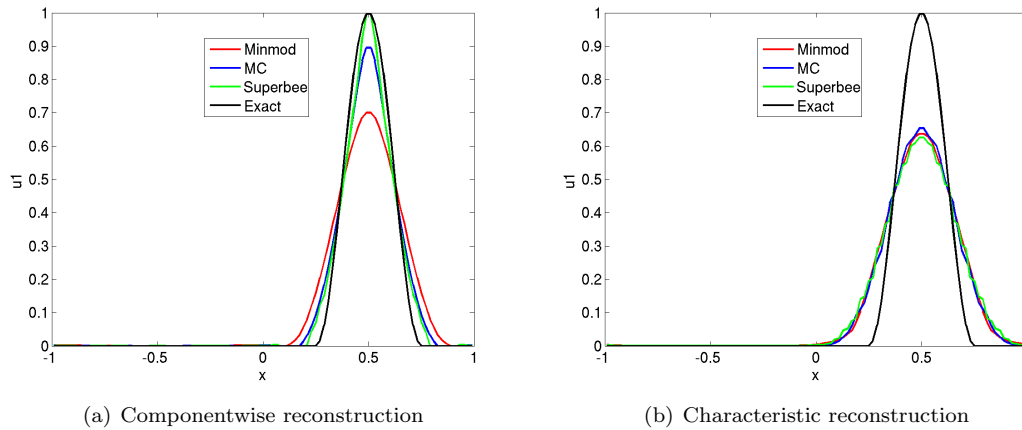 1
0.9
0.8
0.7
0.6
0.5
0.4
0.3
0.2
0.1
0
u1
Minmod
MC
Superbee
Exact
-1
-0.5
0
0.5
1
x
(a) Componentwise reconstruction
1
0.9
0.8
0.7
0.6
0.5
0.4
0.3
0.2
0.1
0
u1
Minmod
MC
Superbee
Exact
-1
-0.5
0
0.5
x
(b) Characteristic reconstruction